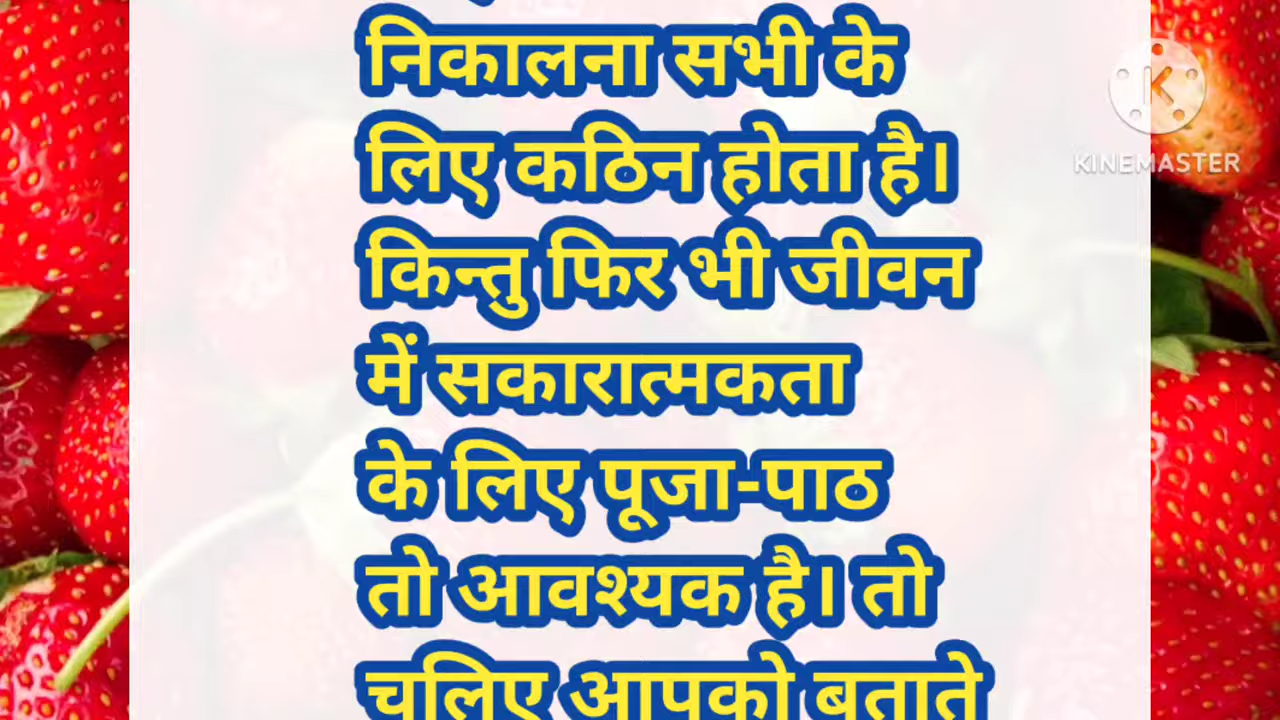 निकालना सभी के
लिए कठिन होता है।
किन्तु फिर भी जीवन
में सकारात्मकता
के लिए पूजा-पाठ
तो आवश्यक है। तो
चलिए आपको बताते
KINEMASTER